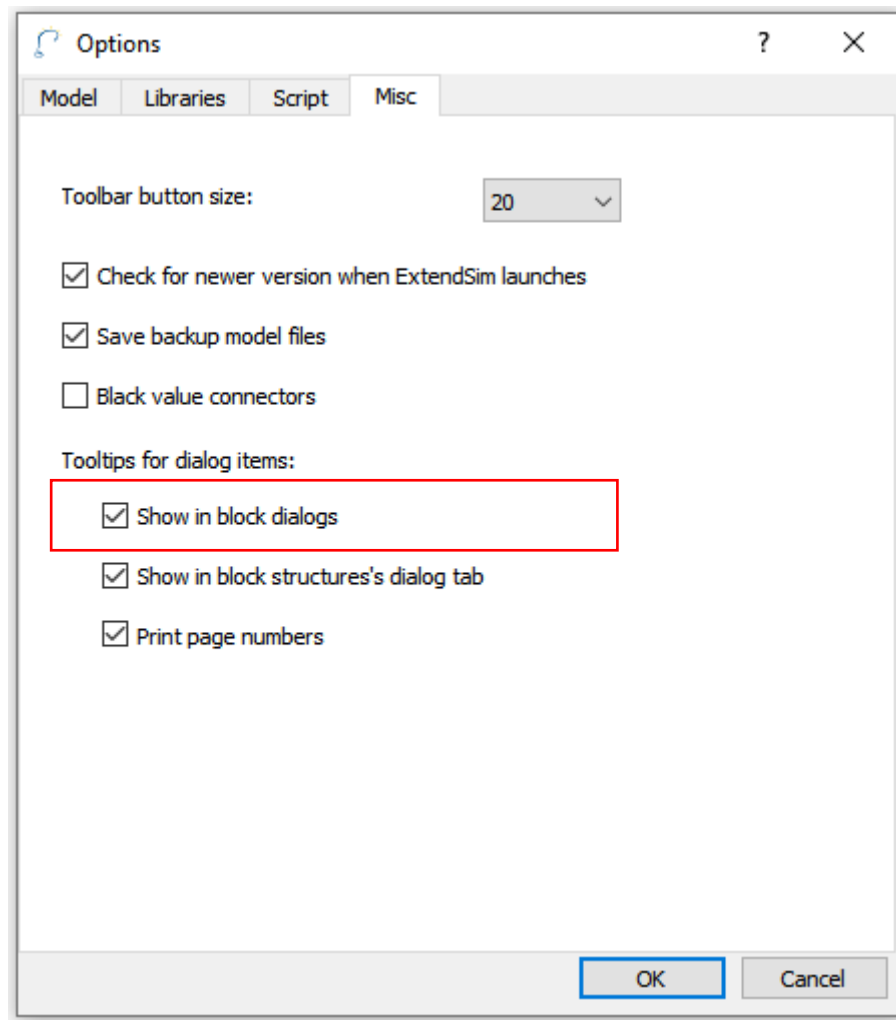 Options
?
Model Libraries Script Misc
Toolbar button size: 20
Check for newer version when ExtendSim launches
Save backup model files
Black value connectors
Tooltips for dialog items:
Show in block dialogs
Show in block structures's dialog tab
Print page numbers
OK Cancel